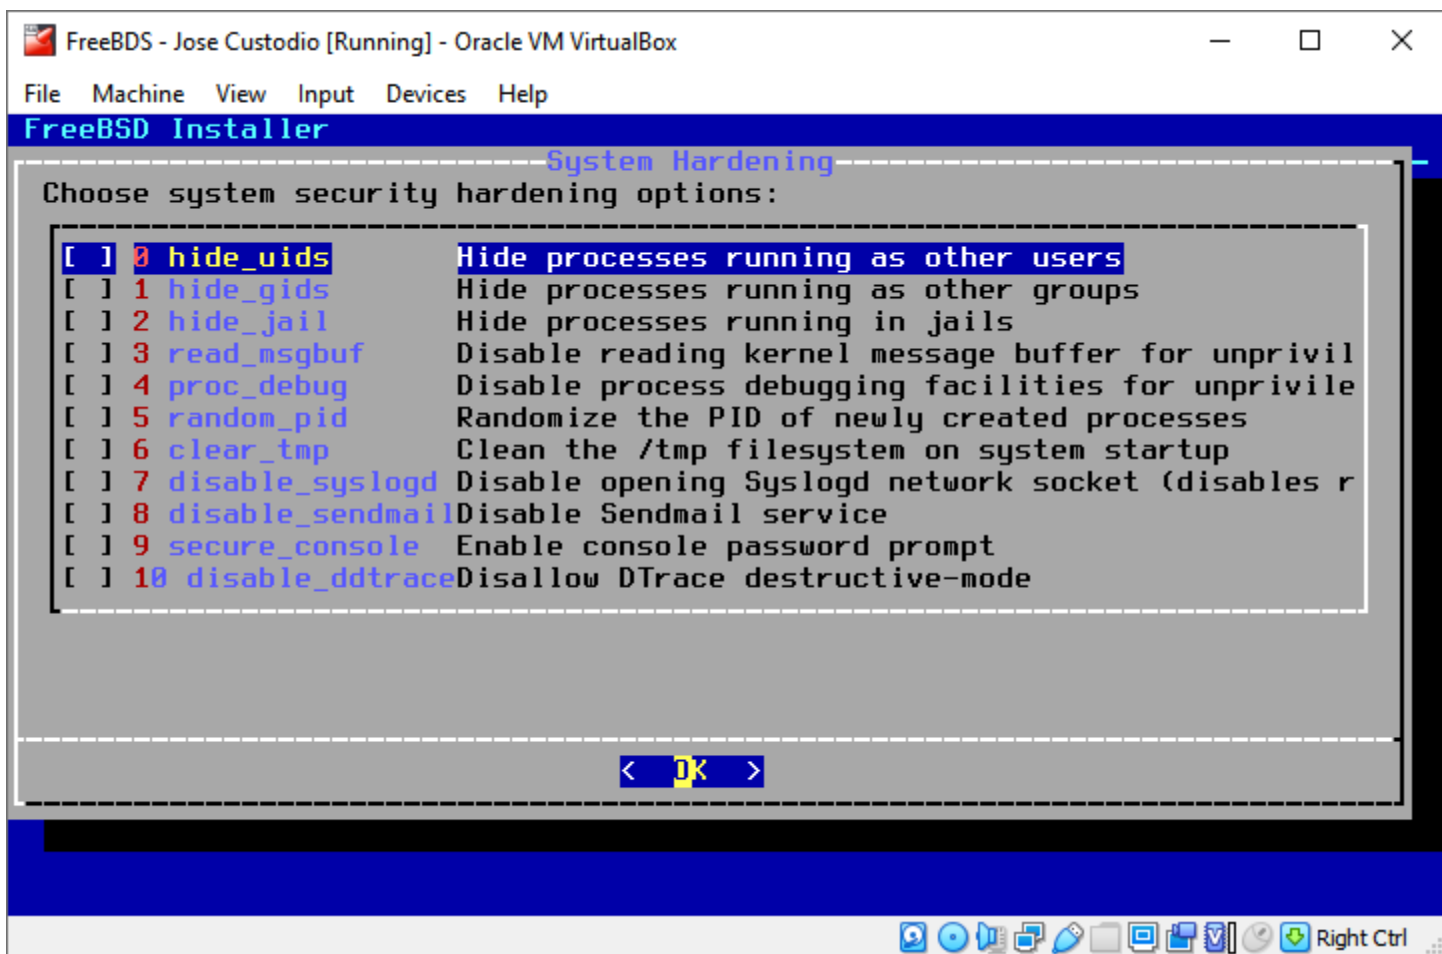 FreeBDS - Jose Custodio [Running] - Oracle VM VirtualBox
File Machine View Input Devices Help
FreeBSD Installer
System Hardening
Choose system security hardening options:
[ ] 0 hide_uids Hide processes running as other users
[ ] 1 hide_gids Hide processes running as other groups
[ ] 2 hide_jail Hide processes running in jails
[ ] 3 read_msgbuf Disable reading kernel message buffer for unprivil
[ ] 4 proc_debug Disable process debugging facilities for unprivile
[ ] 5 random_pid Randomize the PID of newly created processes
[ ] 6 clear_tmp Clean the /tmp filesystem on system startup
[ ] 7 disable_syslogd Disable opening Syslogd network socket (disables r
[ ] 8 disable_sendmailDisable Sendmail service
[ ] 9 secure_console Enable console password prompt
[ ] 10 disable_ddtraceDisallow DTrace destructive-mode
< OK >
Right Ctrl